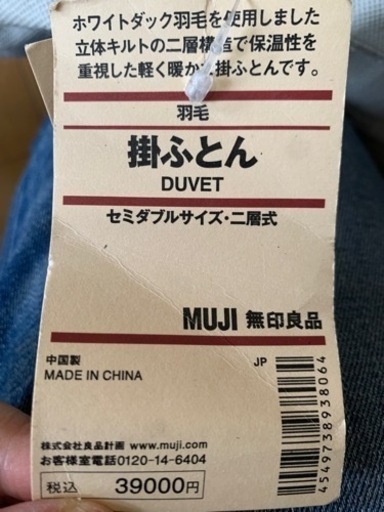 ホワイトダック羽毛を使用しました
立体キルトの二層構造で保温性を
重視した軽く暖かな掛ふとんです。
羽毛
掛ふとん
DUVET
セミダブルサイズ・二層式
MUJI 無印良品
中国製
JP
MADE IN CHINA
株式会社良品計画 www.muji.com
お客様室電話0120-14-6404
税込 39000円
4549738938064